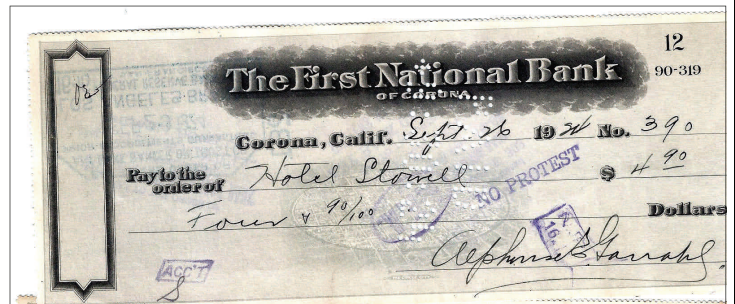 12
The First National Bank
90-319
OF CORONA
Corona, Calif. Sept. 26 1924 No. 390
Pay to the order of Hotel Stowell $ 4 90
Four & 90/100 Dollars
NO PROTEST
ACC'T